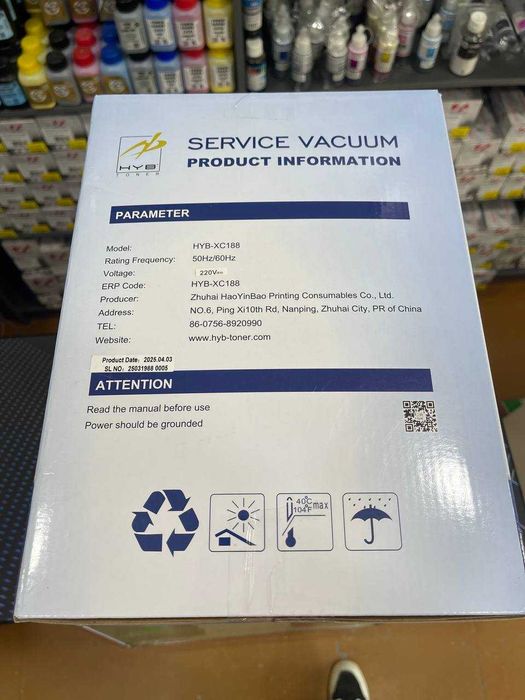 HYB
TONER
SERVICE VACUUM
PRODUCT INFORMATION
PARAMETER
Model: HYB-XC188
Rating Frequency: 50Hz/60Hz
Voltage: 220V
ERP Code: HYB-XC188
Producer: Zhuhai HaoYinBao Printing Consumables Co., Ltd.
Address: NO.6, Ping Xi10th Rd, Nanping, Zhuhai City, PR of China
TEL: 86-0756-8920990
Website: www.hyb-toner.com
Product Date: 2025.04.03
SL NO: 25031988 0005
ATTENTION
Read the manual before use
Power should be grounded
40C
104F max